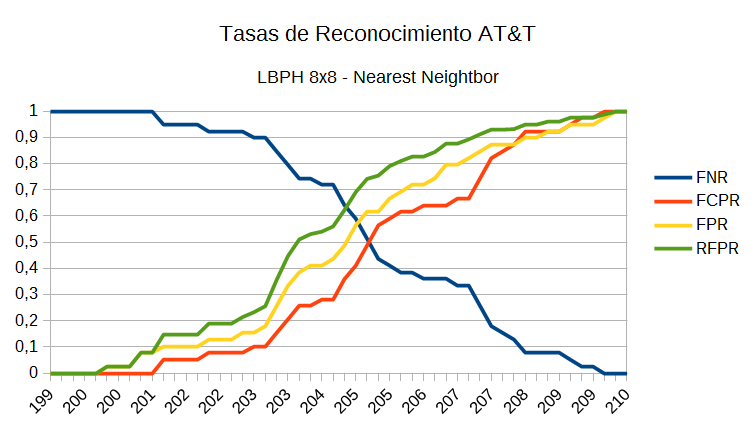 Tasas de Reconocimiento AT&T
LBPH 8x8 - Nearest Neightbor
1
0,9
0,8
0,7
0,6
0,5
0,4
0,3
0,2
0,1
0
FNR
FCPR
FPR
RFPR
199 200 200 201 202 202 203 203 204 205 205 206 207 207 208 209 209 210